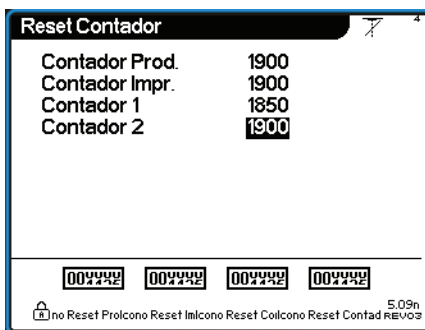 Reset Contador
4
Contador Prod. 1900
Contador Impr. 1900
Contador 1 1850
Contador 2 1900
5.09n
no Reset Prolcono Reset Imlcono Reset Coilcono Reset Contad REV03